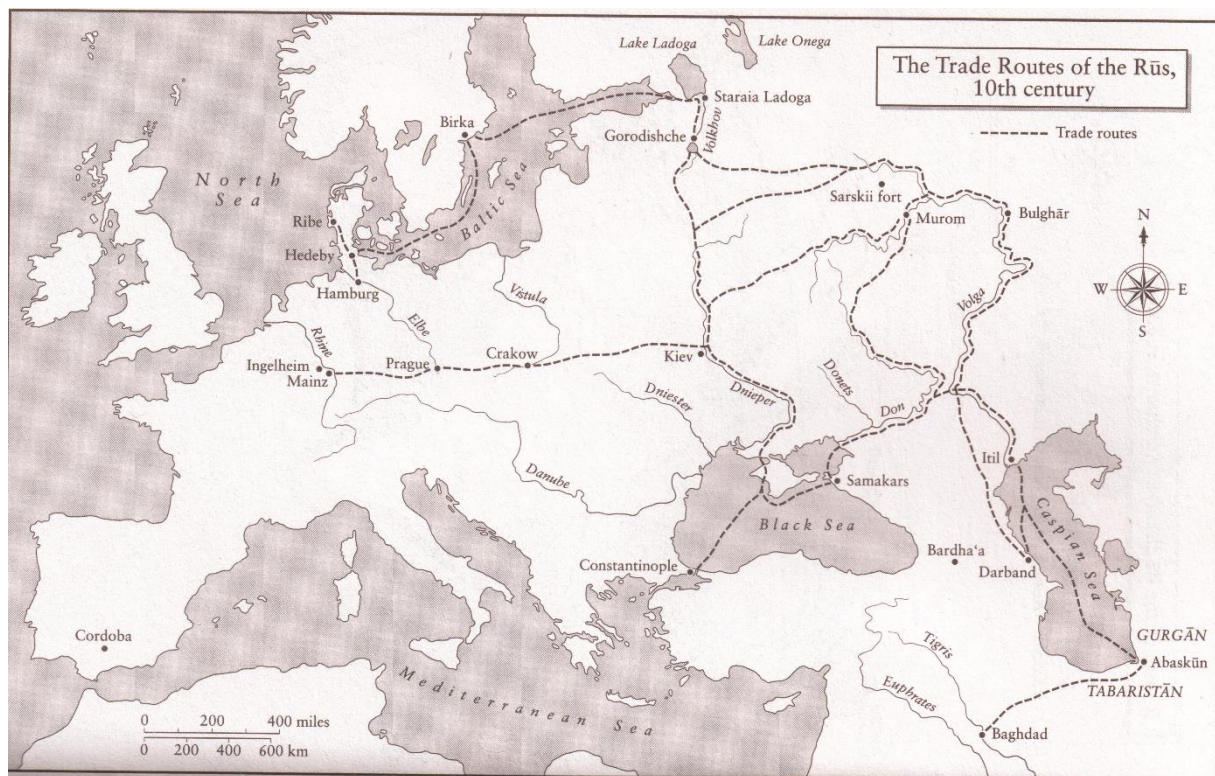 Lake Ladoga
Lake Onega
The Trade Routes of the Rūs,
10th century
Trade routes
Staraia Ladoga
Birka
Gorodishche
Volkhov
North
Sea
Baltic Sea
Sarskii fort
Murom
Bulghār
Ribe
Hedeby
Hamburg
Vistula
Elbe
Volga
N
W
E
S
Rhine
Ingelheim
Mainz
Prague
Crakow
Kiev
Dnieper
Dniester
Donets
Don
Danube
Itil
Samakars
Black Sea
Caspian Sea
Constantinople
Bardha‘a
Darband
Cordoba
Tigris
Euphrates
GURGĀN
Abaskūn
TABARISTĀN
Mediterranean Sea
Baghdad
0 200 400 miles
0 200 400 600 km